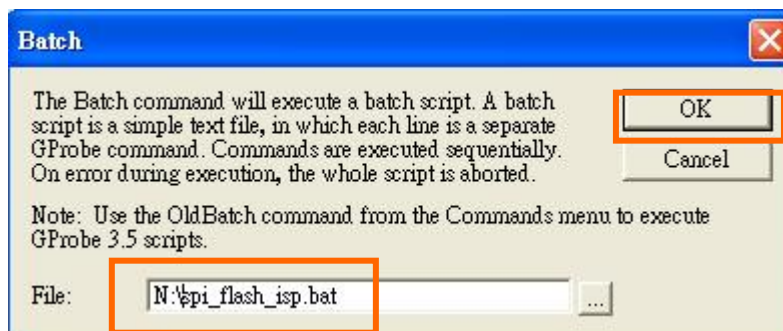 Batch
The Batch command will execute a batch script. A batch
script is a simple text file, in which each line is a separate
GProbe command. Commands are executed sequentially.
On error during execution, the whole script is aborted.
OK
Cancel
Note: Use the OldBatch command from the Commands menu to execute
GProbe 3.5 scripts.
File: N:\spi_flash_isp.bat ...